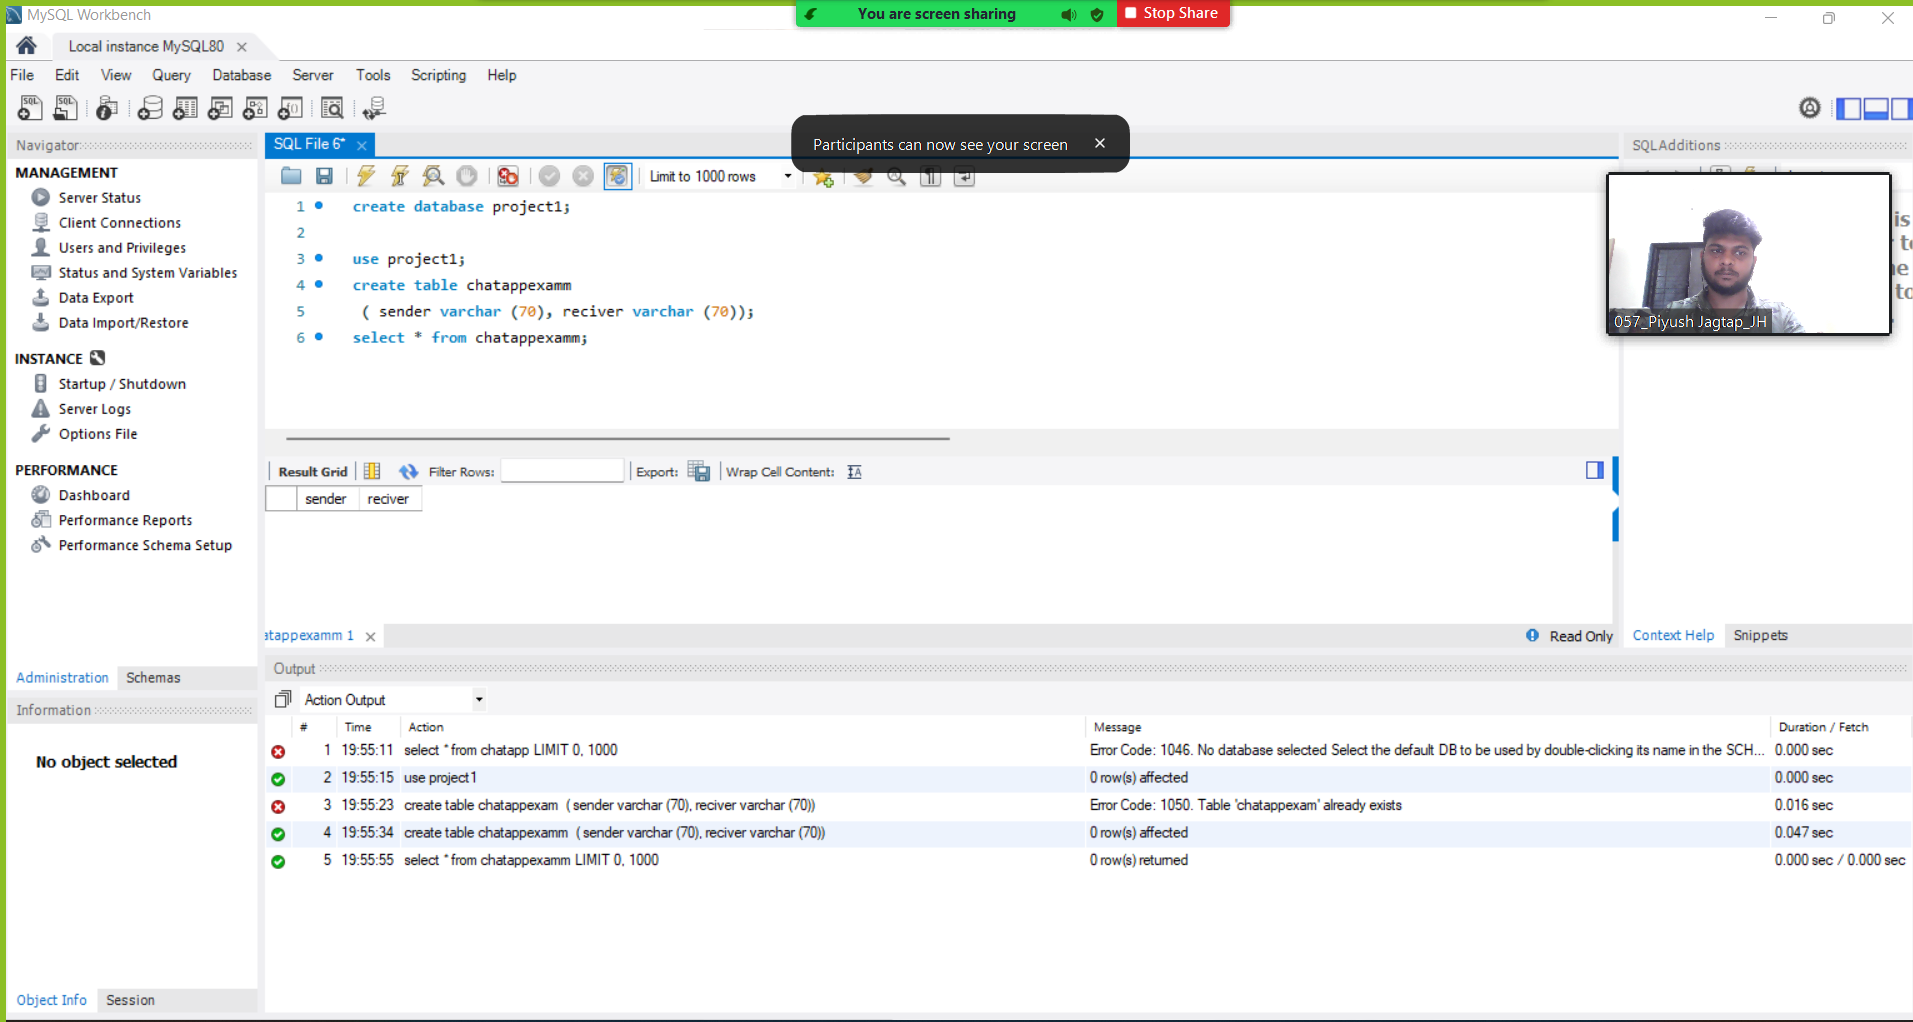 MySQL Workbench
You are screen sharing
Stop Share
Local instance MySQL80
File Edit View Query Database Server Tools Scripting Help
Participants can now see your screen
Navigator
SQL File 6*
SQLAdditions
MANAGEMENT
Server Status
Client Connections
Users and Privileges
Status and System Variables
Data Export
Data Import/Restore
INSTANCE
Startup / Shutdown
Server Logs
Options File
PERFORMANCE
Dashboard
Performance Reports
Performance Schema Setup
Administration Schemas
Information
No object selected
Object Info Session
Limit to 1000 rows
1 create database project1;
2
3 use project1;
4 create table chatappexamm
5 ( sender varchar (70), reciver varchar (70));
6 select * from chatappexamm;
057_Piyush Jagtap_JH
Result Grid Filter Rows: Export: Wrap Cell Content:
sender reciver
atappexamm 1
Read Only
Context Help Snippets
Output
Action Output
# Time Action Message Duration / Fetch
1 19:55:11 select * from chatapp LIMIT 0, 1000 Error Code: 1046. No database selected Select the default DB to be used by double-clicking its name in the SCH... 0.000 sec
2 19:55:15 use project1 0 row(s) affected 0.000 sec
3 19:55:23 create table chatappexam ( sender varchar (70), reciver varchar (70)) Error Code: 1050. Table 'chatappexam' already exists 0.016 sec
4 19:55:34 create table chatappexamm ( sender varchar (70), reciver varchar (70)) 0 row(s) affected 0.047 sec
5 19:55:55 select * from chatappexamm LIMIT 0, 1000 0 row(s) returned 0.000 sec / 0.000 sec